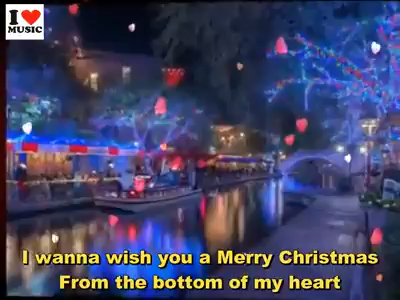 I ❤
MUSIC
I wanna wish you a Merry Christmas
From the bottom of my heart